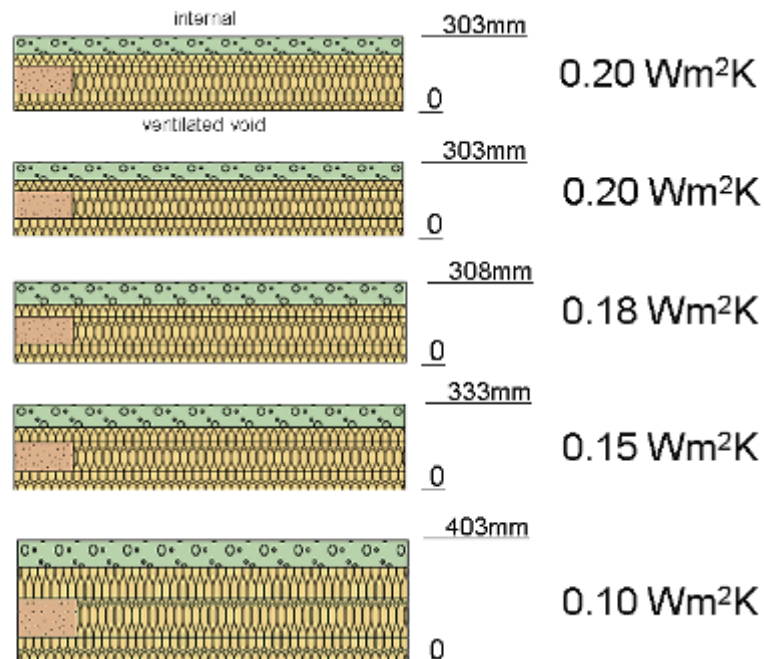 internal
303mm
0.20 Wm²K
0
ventilated void
303mm
0.20 Wm²K
0
308mm
0.18 Wm²K
0
333mm
0.15 Wm²K
0
403mm
0.10 Wm²K
0